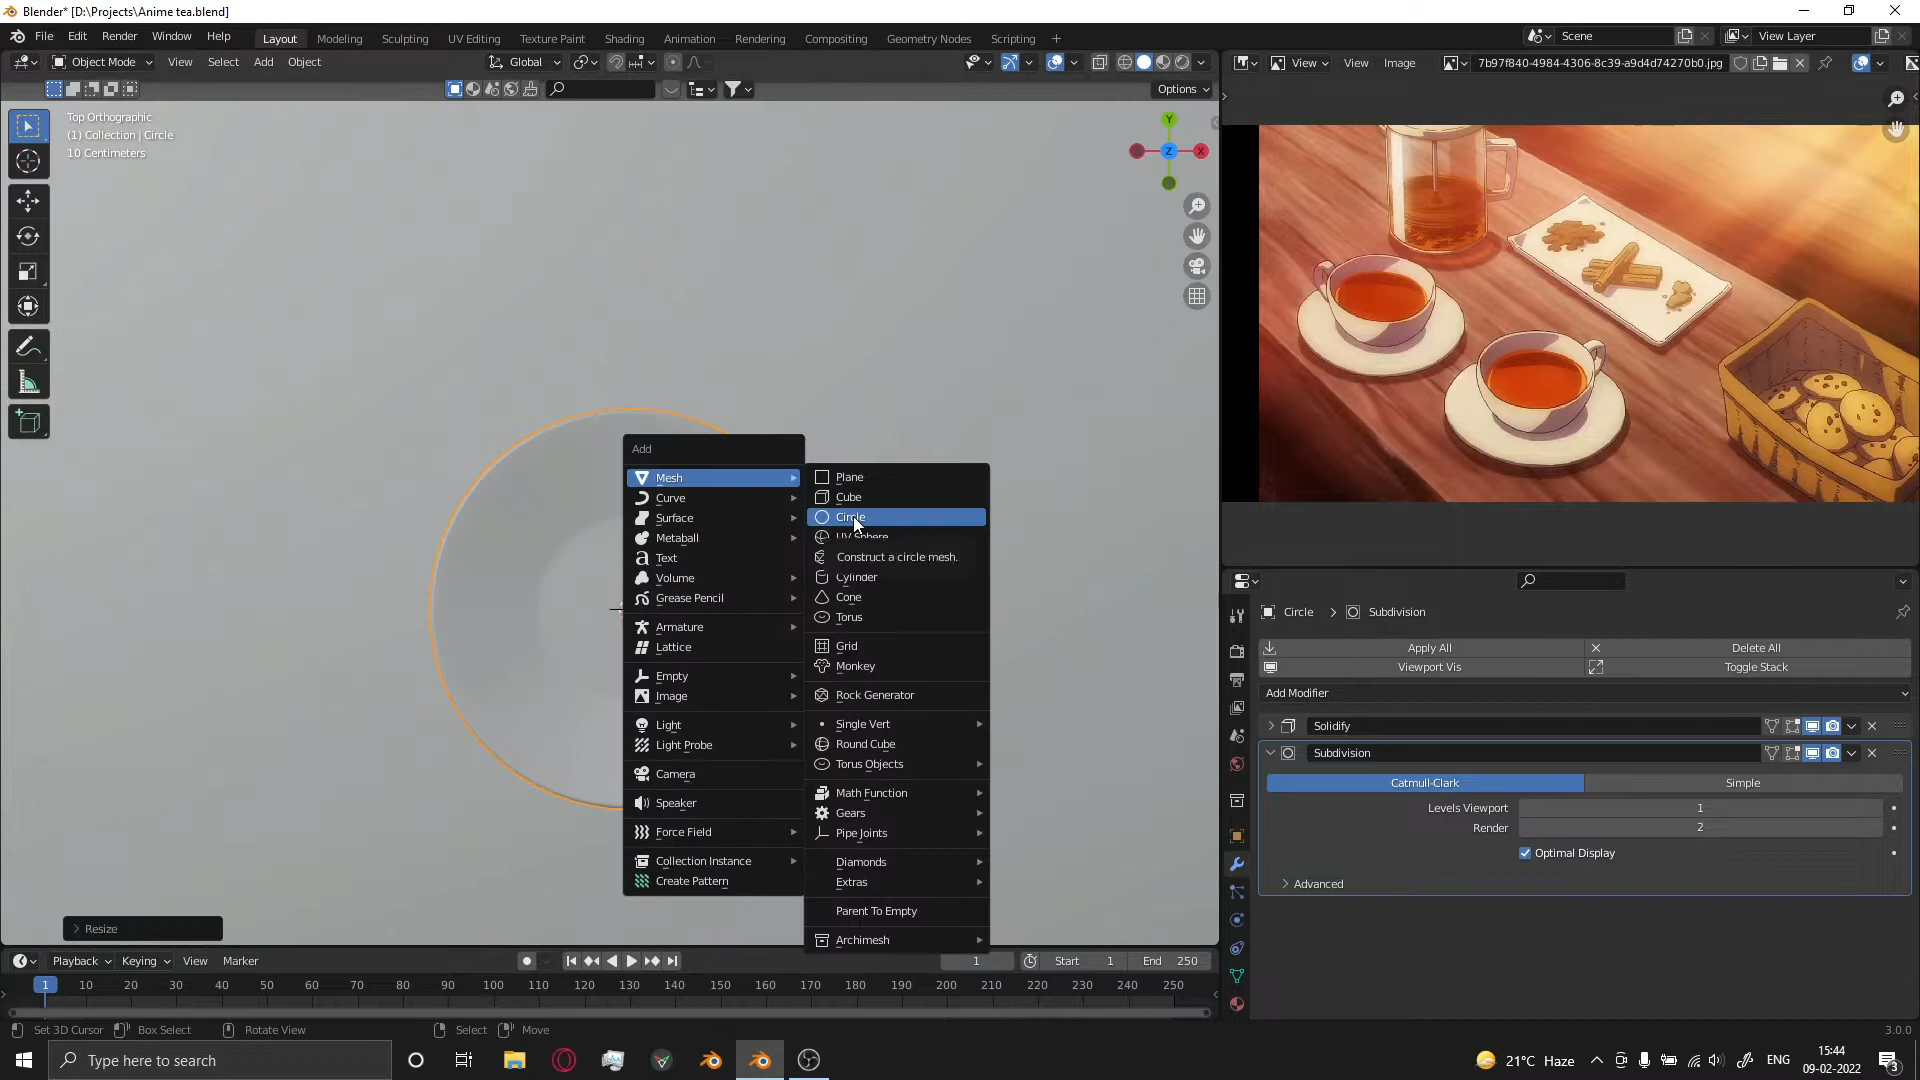 Blender* [D:\Projects\Anime tea.blend]
File Edit Render Window Help
Layout Modeling Sculpting UV Editing Texture Paint Shading Animation Rendering Compositing Geometry Nodes Scripting +
Scene
View Layer
Object Mode View Select Add Object
Global
View View Image
7b97f840-4984-4306-8c39-a9d4d74270b0.jpg
Options
Top Orthographic
(1) Collection | Circle
10 Centimeters
Y
X
Z
Add
Mesh
Curve
Surface
Metaball
Text
Volume
Grease Pencil
Armature
Lattice
Empty
Image
Light
Light Probe
Camera
Speaker
Force Field
Collection Instance
Create Pattern
Plane
Cube
Circle
UV Sphere
Construct a circle mesh.
Cylinder
Cone
Torus
Grid
Monkey
Rock Generator
Single Vert
Round Cube
Torus Objects
Math Function
Gears
Pipe Joints
Diamonds
Extras
Parent To Empty
Archimesh
Resize
Circle > Subdivision
Apply All
Delete All
Viewport Vis
Toggle Stack
Add Modifier
Solidify
Subdivision
Catmull-Clark
Simple
Levels Viewport 1
Render 2
Optimal Display
Advanced
Playback Keying View Marker
1
Start 1
End 250
1 10 20 30 40 50 60 70 80 90 100 110 120 130 140 150 160 170 180 190 200 210 220 230 240 250
Set 3D Cursor Box Select Rotate View Select Move
3.0.0
Type here to search
21°C Haze
ENG
15:44
09-02-2022
3